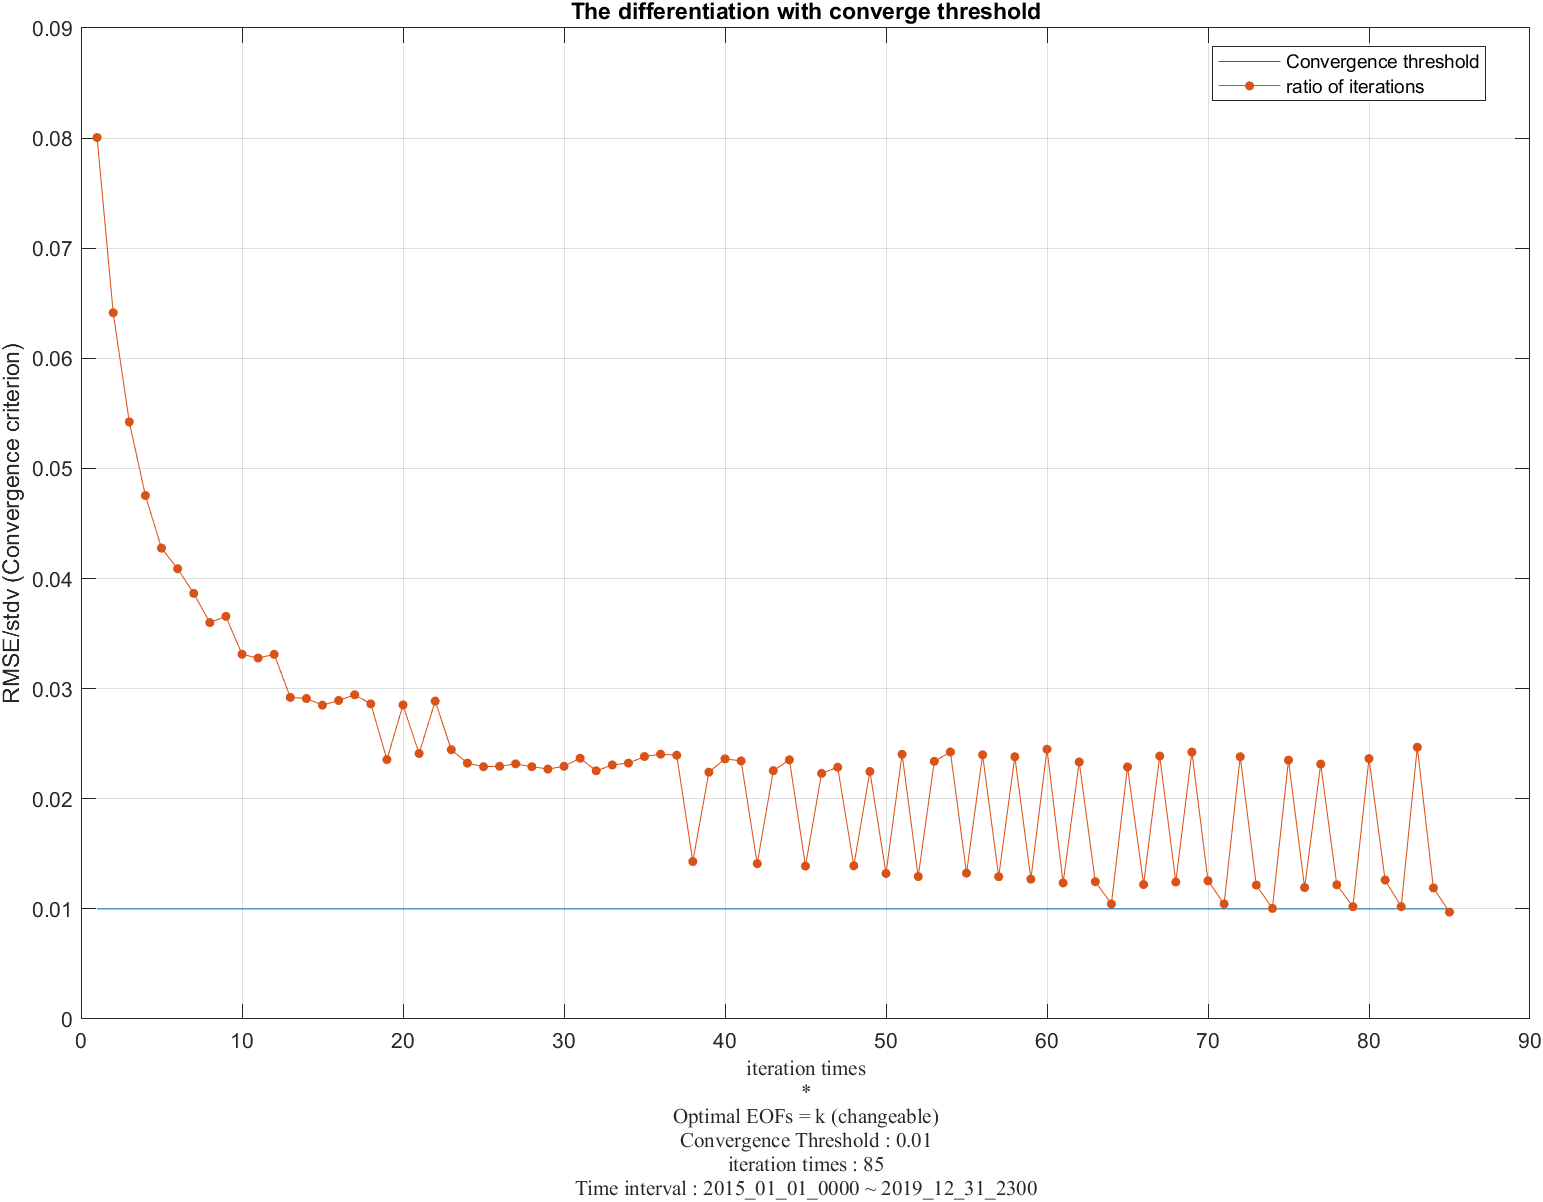 The differentiation with converge threshold
Convergence threshold
ratio of iterations
RMSE/stdv (Convergence criterion)
0.09
0.08
0.07
0.06
0.05
0.04
0.03
0.02
0.01
0
0 10 20 30 40 50 60 70 80 90
iteration times
*
Optimal EOFs = k (changeable)
Convergence Threshold : 0.01
iteration times : 85
Time interval : 2015_01_01_0000 ~ 2019_12_31_2300